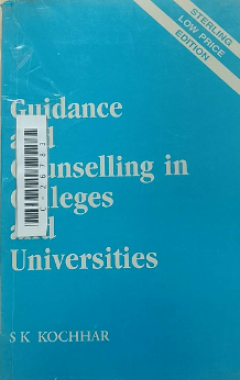 STERLING
LOW PRICE
EDITION
Guidance
and
Counselling in
Colleges
and
Universities
S K KOCHHAR